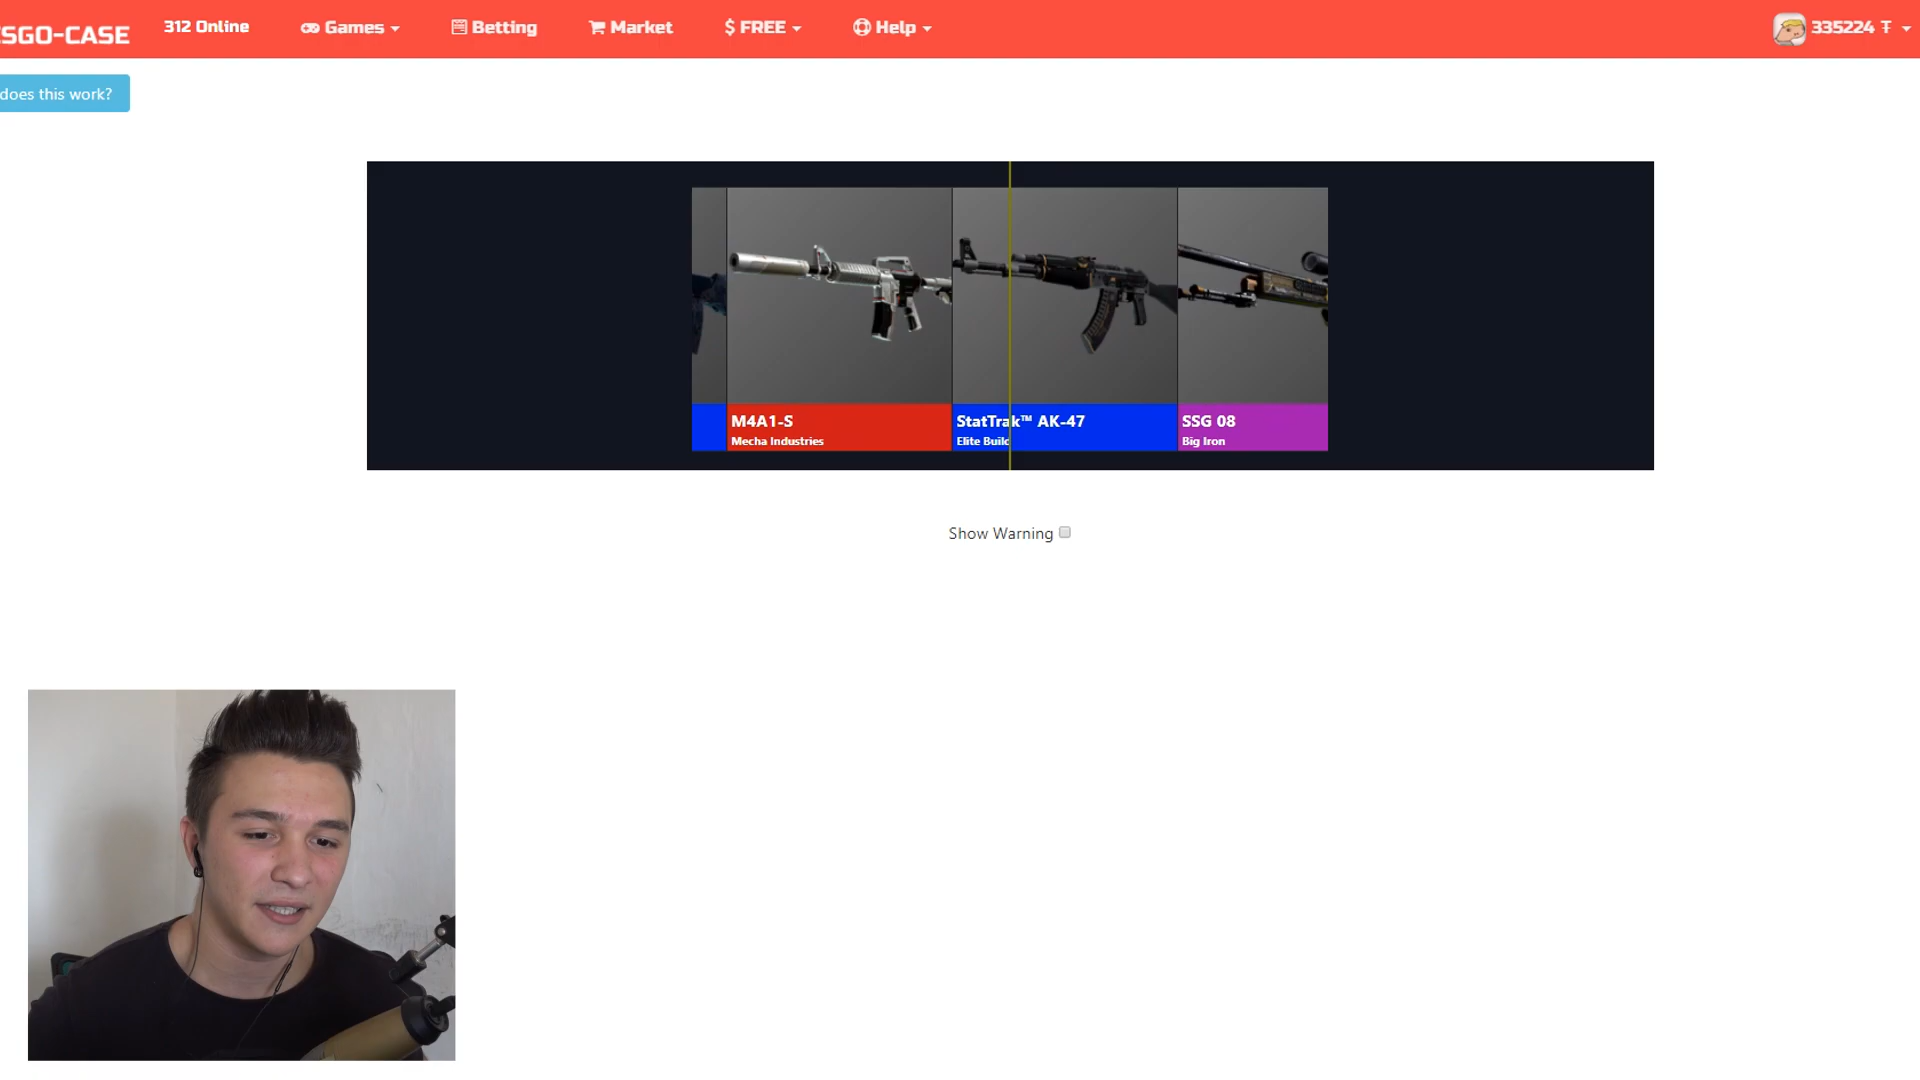 SGO-CASE
312 Online
Games
Betting
Market
$ FREE
Help
335224 Ŧ
does this work?
M4A1-S
Mecha Industries
StatTrak™ AK-47
Elite Build
SSG 08
Big Iron
Show Warning